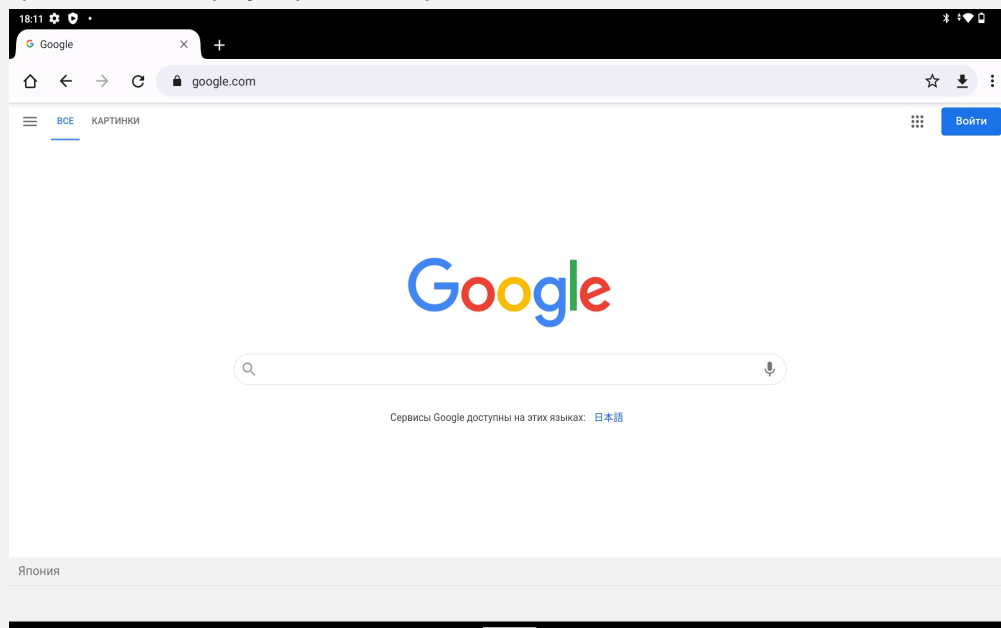 18:11
Google
google.com
ВСЕ КАРТИНКИ
Войти
Google
Сервисы Google доступны на этих языках: 日本語
Япония